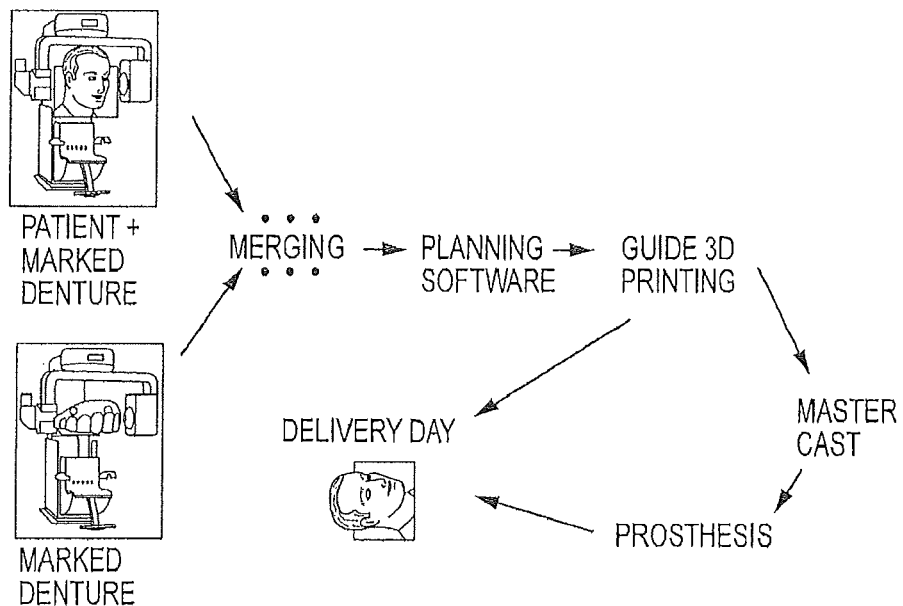 PATIENT +
MARKED
DENTURE
MERGING
PLANNING
SOFTWARE
GUIDE 3D
PRINTING
DELIVERY DAY
MASTER
CAST
PROSTHESIS
MARKED
DENTURE